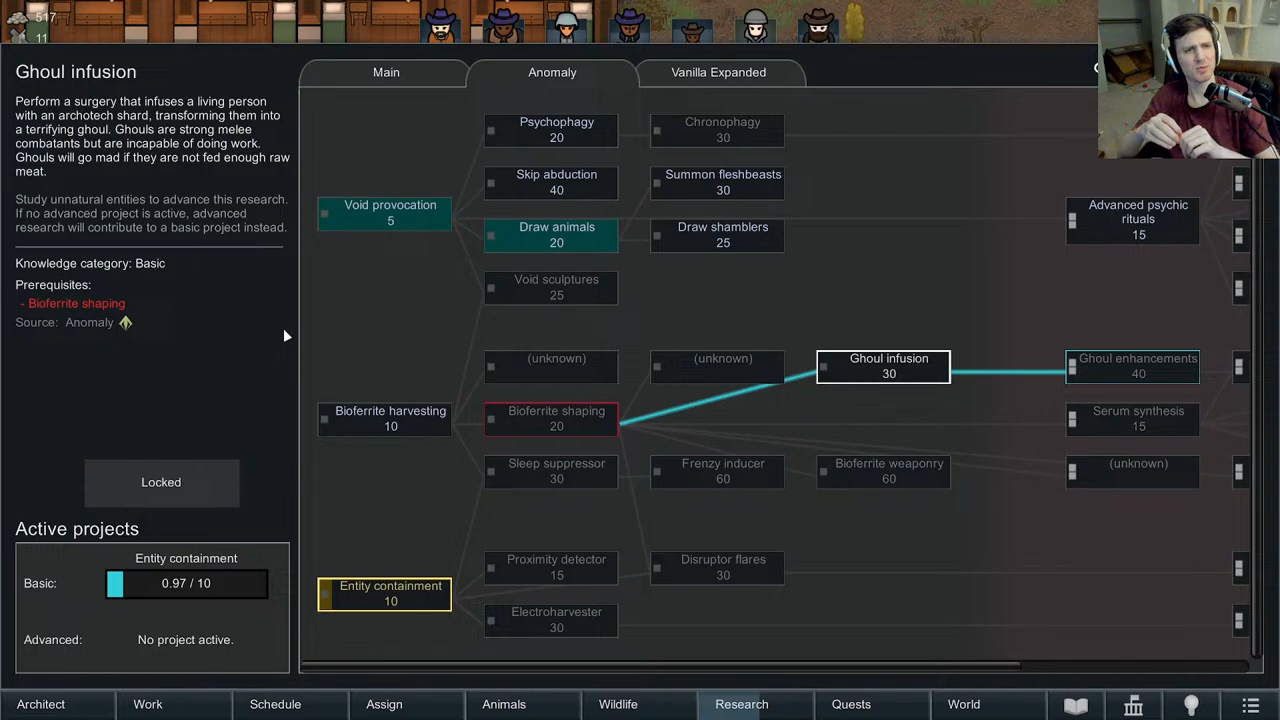 517
11
Ghoul infusion
Perform a surgery that infuses a living person
with an archotech shard, transforming them into
a terrifying ghoul. Ghouls are strong melee
combatants but are incapable of doing work.
Ghouls will go mad if they are not fed enough raw
meat.
Study unnatural entities to advance this research.
If no advanced project is active, advanced
research will contribute to a basic project instead.
Knowledge category: Basic
Prerequisites:
- Bioferrite shaping
Source: Anomaly
Locked
Active projects
Entity containment
Basic:
0.97 / 10
Advanced:
No project active.
Main
Anomaly
Vanilla Expanded
Psychophagy
20
Chronophagy
30
Skip abduction
40
Summon fleshbeasts
30
Void provocation
5
Draw animals
20
Draw shamblers
25
Advanced psychic
rituals
15
Void sculptures
25
(unknown)
(unknown)
Ghoul infusion
30
Ghoul enhancements
40
Bioferrite harvesting
10
Bioferrite shaping
20
Serum synthesis
15
Sleep suppressor
30
Frenzy inducer
60
Bioferrite weaponry
60
(unknown)
Proximity detector
15
Disruptor flares
30
Entity containment
10
Electroharvester
30
Architect
Work
Schedule
Assign
Animals
Wildlife
Research
Quests
World